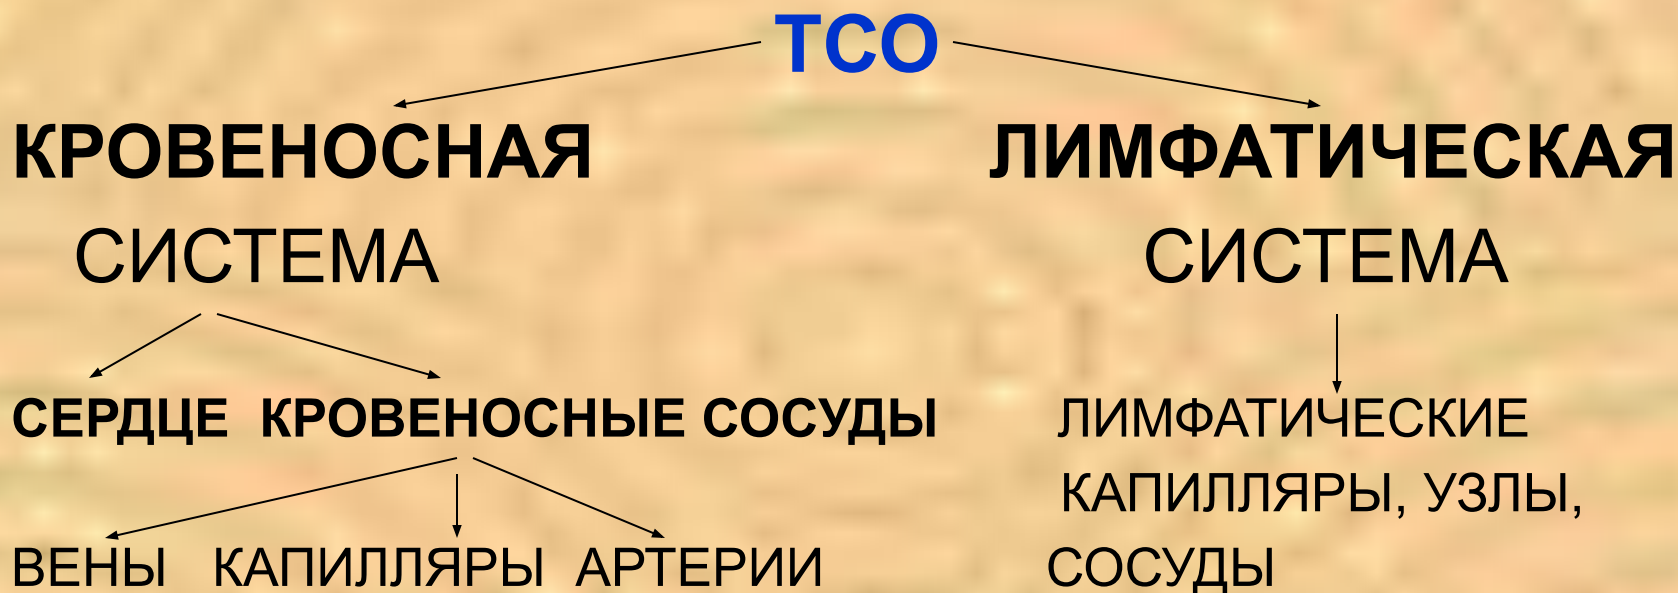 ТСО
КРОВЕНОСНАЯ ЛИМФАТИЧЕСКАЯ
СИСТЕМА СИСТЕМА
СЕРДЦЕ КРОВЕНОСНЫЕ СОСУДЫ ЛИМФАТИЧЕСКИЕ
КАПИЛЛЯРЫ, УЗЛЫ,
ВЕНЫ КАПИЛЛЯРЫ АРТЕРИИ СОСУДЫ